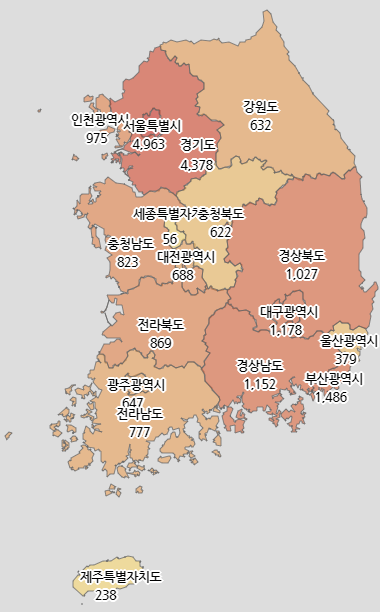 강원도
632
인천광역시
975
서울특별시
4,963
경기도
4,378
세종특별자
56
충청북도
622
충청남도
823
대전광역시
688
경상북도
1,027
대구광역시
1,178
울산광역시
379
전라북도
869
경상남도
1,152
부산광역시
1,486
광주광역시
647
전라남도
777
제주특별자치도
238